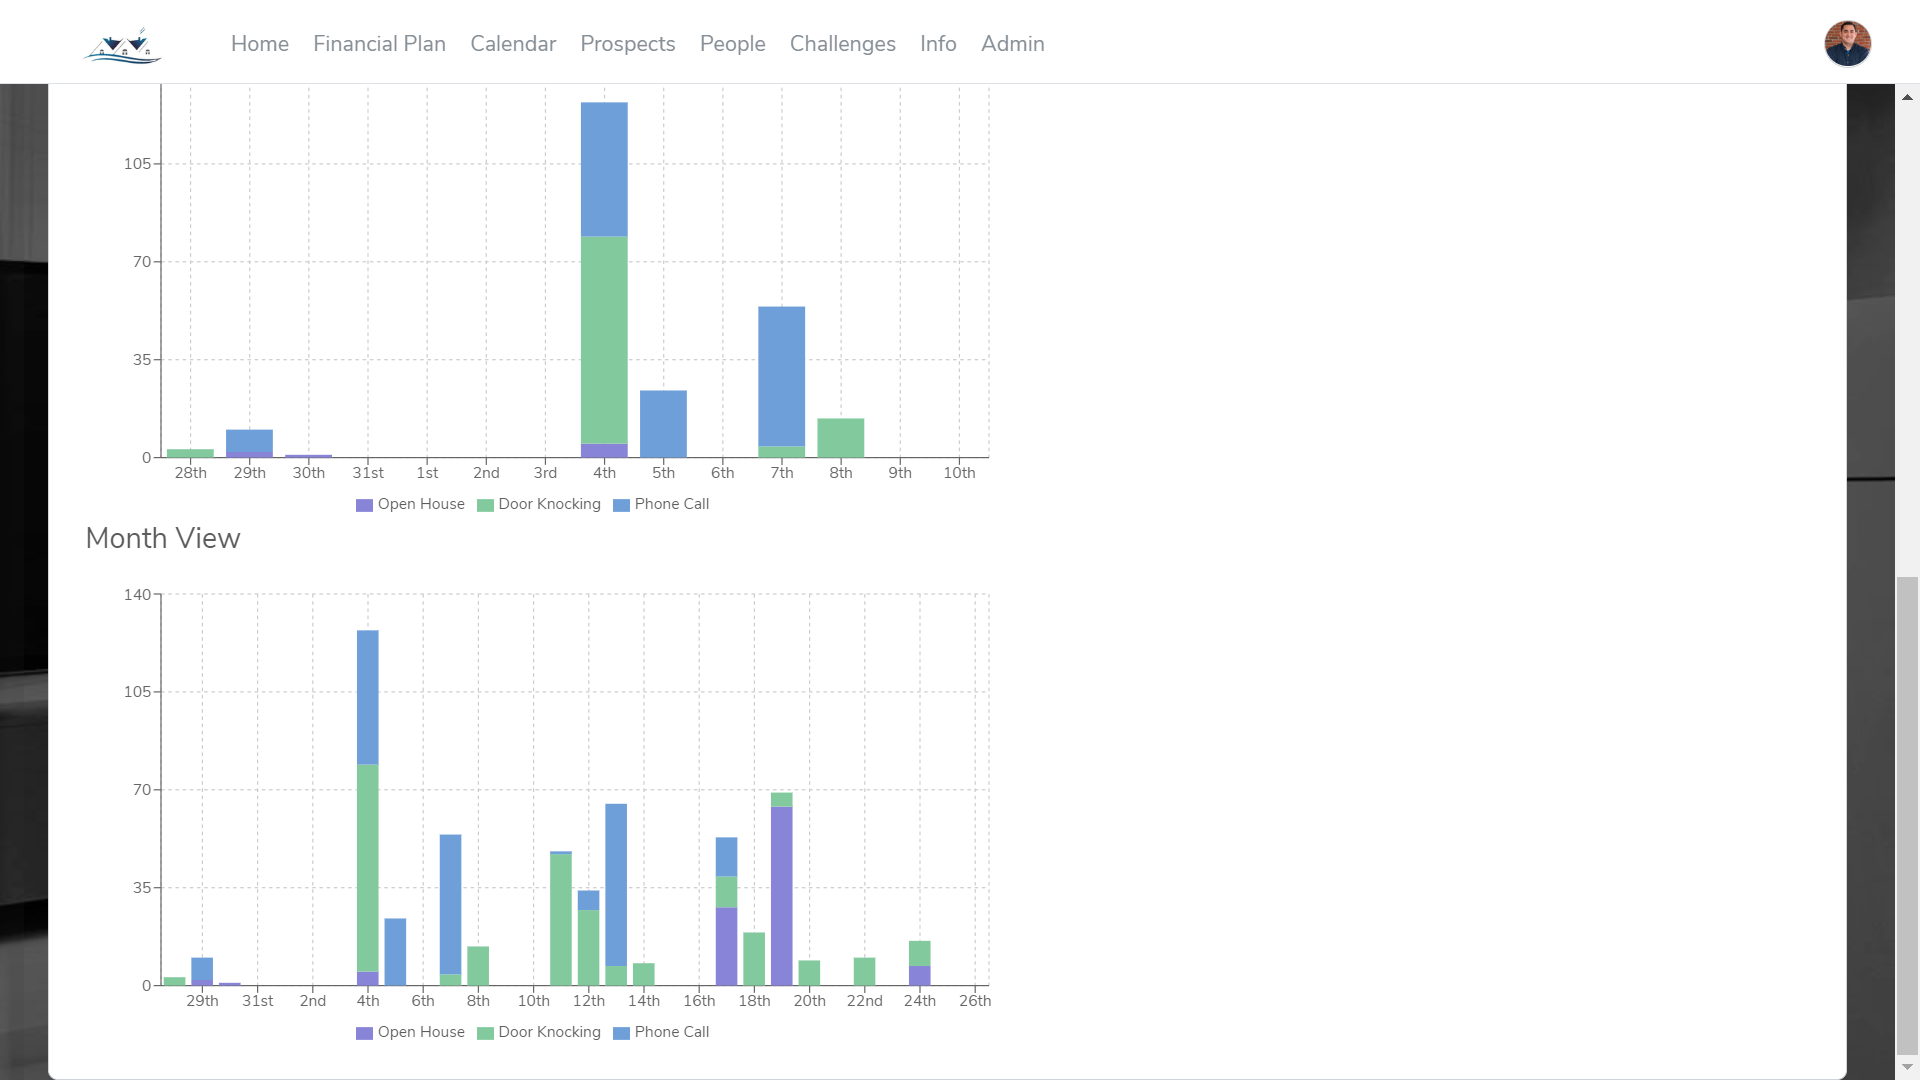 Home Financial Plan Calendar Prospects People Challenges Info Admin
105
70
35
0
28th 29th 30th 31st 1st 2nd 3rd 4th 5th 6th 7th 8th 9th 10th
Open House Door Knocking Phone Call
Month View
140
105
70
35
0
29th 31st 2nd 4th 6th 8th 10th 12th 14th 16th 18th 20th 22nd 24th 26th
Open House Door Knocking Phone Call